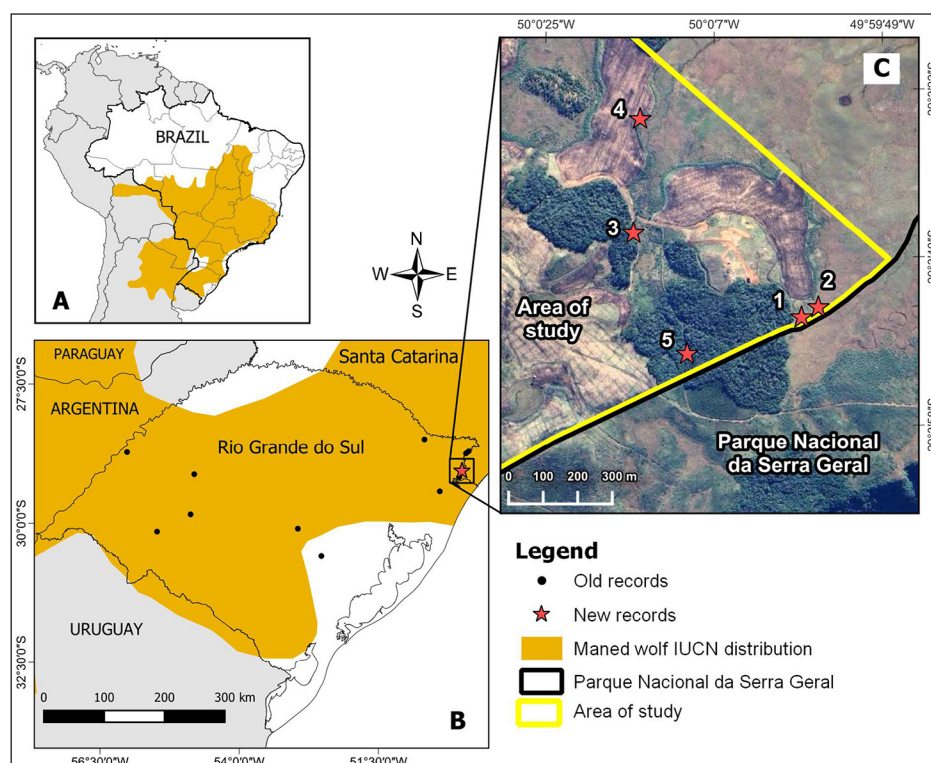 50°0'25"W 50°0'7"W 49°59'49"W
BRAZIL
A
N
W E
S
C
4
3
2
1
5
Area of
study
Parque Nacional
da Serra Geral
0 100 200 300 m
PARAGUAY
Santa Catarina
ARGENTINA
Rio Grande do Sul
URUGUAY
27°30'0"S
30°0'0"S
32°30'0"S
0 100 200 300 km
B
56°30'0"W 54°0'0"W 51°30'0"W
Legend
Old records
New records
Maned wolf IUCN distribution
Parque Nacional da Serra Geral
Area of study